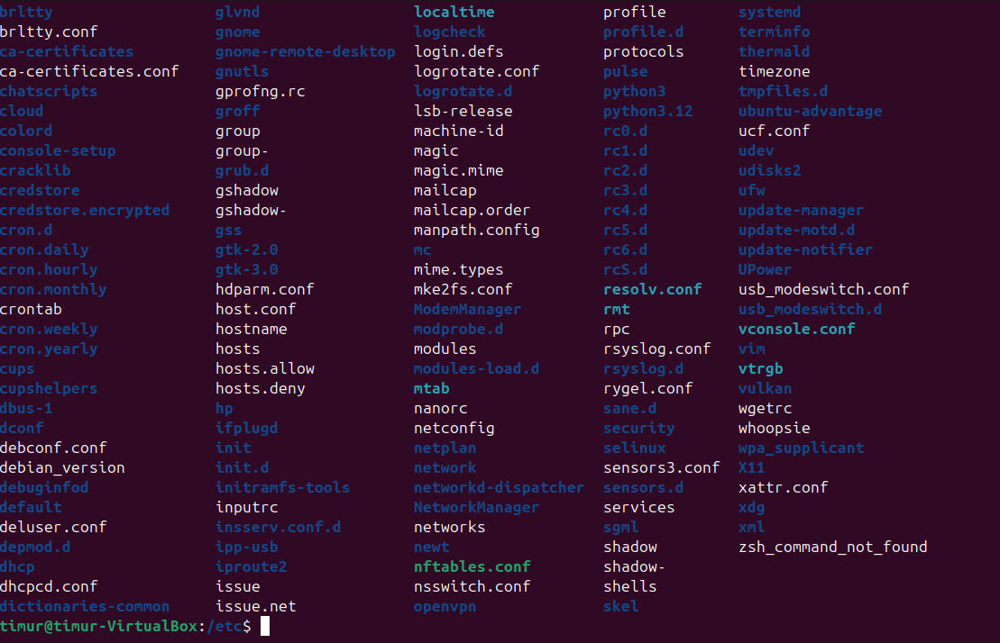 brltty glvnd localtime profile systemd
brltty.conf gnome logcheck profile.d terminfo
ca-certificates gnome-remote-desktop login.defs protocols thermald
ca-certificates.conf gnutls logrotate.conf pulse timezone
chatscripts gprofng.rc logrotate.d python3 tmpfiles.d
cloud groff lsb-release python3.12 ubuntu-advantage
colord group machine-id rc0.d ucf.conf
console-setup group- magic rc1.d udev
cracklib grub.d magic.mime rc2.d udisks2
credstore gshadow mailcap rc3.d ufw
credstore.encrypted gshadow- mailcap.order rc4.d update-manager
cron.d gss manpath.config rc5.d update-motd.d
cron.daily gtk-2.0 mc rc6.d update-notifier
cron.hourly gtk-3.0 mime.types rc5.d UPower
cron.monthly hdparm.conf mke2fs.conf resolv.conf usb_modeswitch.conf
crontab host.conf ModemManager rmt usb_modeswitch.d
cron.weekly hostname modprobe.d rpc vconsole.conf
cron.yearly hosts modules rsyslog.conf vim
cups hosts.allow modules-load.d rsyslog.d vtrgb
cupshelpers hosts.deny mtab rygel.conf vulkan
dbus-1 hp nanorc sane.d wgetrc
dconf ifplugd netconfig security whoopsie
debconf.conf init netplan selinux wpa_supplicant
debian_version init.d network sensors3.conf X11
debuginfod initramfs-tools networkd-dispatcher sensors.d xattr.conf
default inputrc NetworkManager services xdg
deluser.conf insserv.conf.d networks sgml xml
depmod.d ipp-usb newt shadow zsh_command_not_found
dhcp iproute2 nftables.conf shadow-
dhcpcd.conf issue nsswitch.conf shells
dictionaries-common issue.net openvpn skel
timur@timur-VirtualBox:/etc$